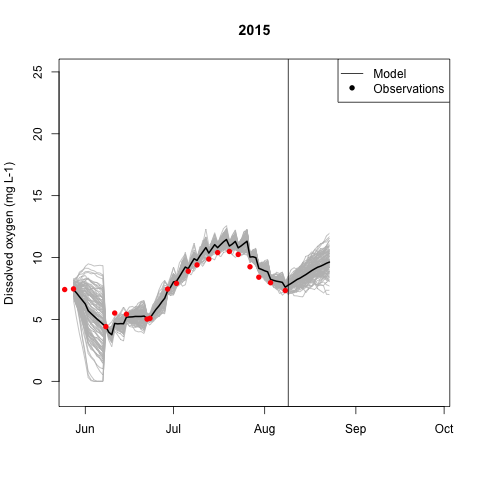 2015
Model
Observations
Dissolved oxygen (mg L-1)
25
20
15
10
5
0
Jun
Jul
Aug
Sep
Oct